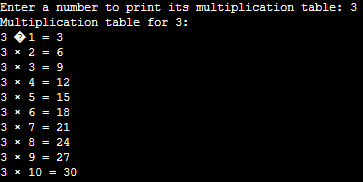 Enter a number to print its multiplication table: 3
Multiplication table for 3:
3 �1 = 3
3 × 2 = 6
3 × 3 = 9
3 × 4 = 12
3 × 5 = 15
3 × 6 = 18
3 × 7 = 21
3 × 8 = 24
3 × 9 = 27
3 × 10 = 30